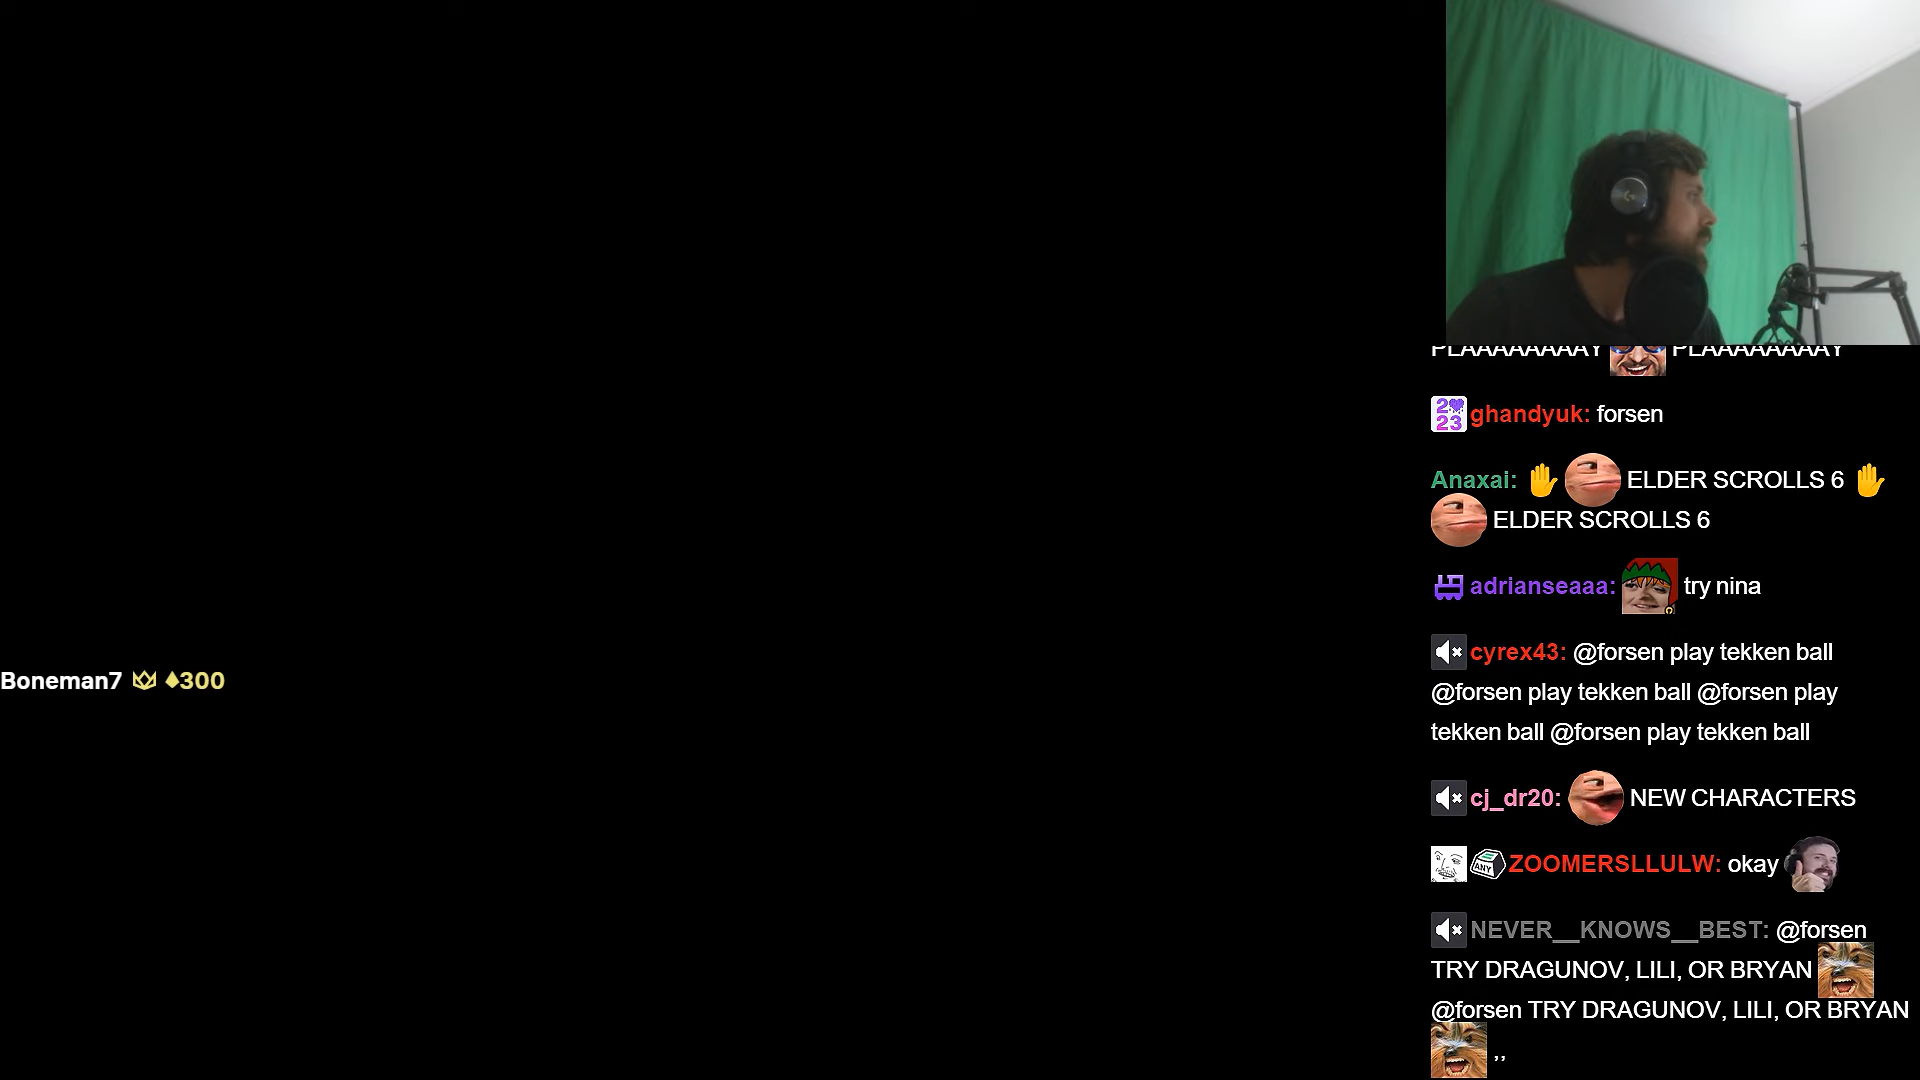 PLAAAAAAAAY PLAAAAAAAAY
ghandyuk: forsen
Anaxai: ✋ ELDER SCROLLS 6 ✋
ELDER SCROLLS 6
adrianseaaa: try nina
cyrex43: @forsen play tekken ball
@forsen play tekken ball @forsen play
tekken ball @forsen play tekken ball
Boneman7 ♦300
cj_dr20: NEW CHARACTERS
ANY ZOOMERSLLULW: okay
NEVER__KNOWS__BEST: @forsen
TRY DRAGUNOV, LILI, OR BRYAN
@forsen TRY DRAGUNOV, LILI, OR BRYAN
,,